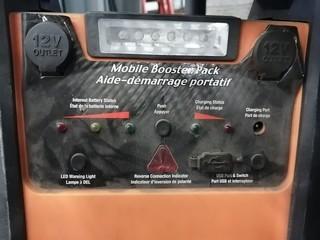 12V
OUTLET
12V
OUTLET
Mobile Booster Pack
Aide-démarrage portatif
Internal Battery Status
État de la batterie interne
Push
Appuyer
Charging Status
État de charge
Charging Port
Port de charge
LED Warning Light
Lampe à DEL
Reverse Connection Indicator
Indicateur d'inversion de polarité
USB Port & Switch
Port USB et interrupteur